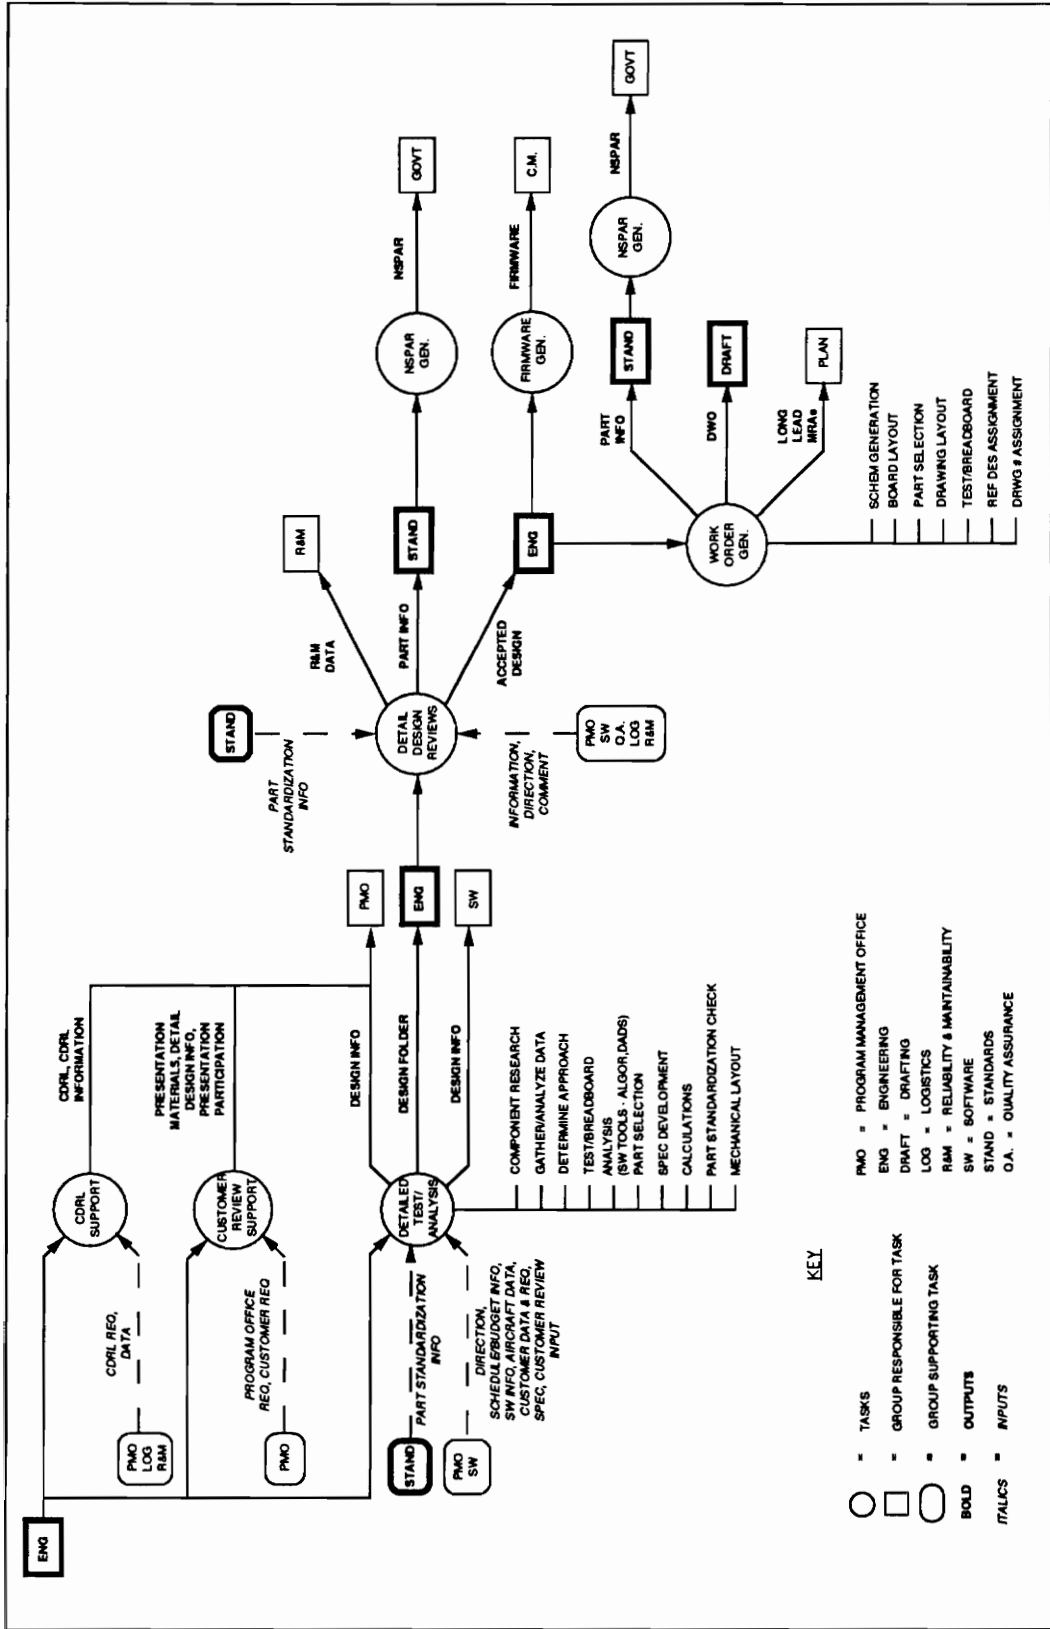 ENG
PMO
LOG
R&M
CDRL REQ,
DATA
CDRL
SUPPORT
CDRL, CDRL
INFORMATION
PMO
PROGRAM OFFICE
REQ, CUSTOMER REQ
CUSTOMER
REVIEW
SUPPORT
PRESENTATION
MATERIALS, DETAIL
DESIGN INFO,
PRESENTATION
PARTICIPATION
STAND
PART STANDARDIZATION
INFO
PMO
SW
DIRECTION,
SCHEDULE/BUDGET INFO,
SW INFO, AIRCRAFT DATA,
CUSTOMER DATA & REQ,
SPEC, CUSTOMER REVIEW
INPUT
DETAILED
TEST/
ANALYSIS
DESIGN INFO
PMO
DESIGN FOLDER
ENG
DESIGN INFO
SW
COMPONENT RESEARCH
GATHER/ANALYZE DATA
DETERMINE APPROACH
TEST/BREADBOARD
ANALYSIS
(SW TOOLS - ALGOR,DADS)
PART SELECTION
SPEC DEVELOPMENT
CALCULATIONS
PART STANDARDIZATION CHECK
MECHANICAL LAYOUT
STAND
PART
STANDARDIZATION
INFO
DETAIL
DESIGN
REVIEWS
INFORMATION,
DIRECTION,
COMMENT
PMO
SW
Q.A.
LOG
R&M
R&M
DATA
R&M
PART INFO
STAND
ACCEPTED
DESIGN
ENG
NSPAR
GEN.
NSPAR
GOVT
FIRMWARE
GEN.
FIRMWARE
C.M.
WORK
ORDER
GEN.
PART
INFO
STAND
NSPAR
GEN.
NSPAR
GOVT
DWO
DRAFT
LONG
LEAD
MRAs
PLAN
SCHEM GENERATION
BOARD LAYOUT
PART SELECTION
DRAWING LAYOUT
TEST/BREADBOARD
REF DES ASSIGNMENT
DRWG # ASSIGNMENT
KEY
= TASKS
= GROUP RESPONSIBLE FOR TASK
= GROUP SUPPORTING TASK
BOLD = OUTPUTS
ITALICS = INPUTS
PMO = PROGRAM MANAGEMENT OFFICE
ENG = ENGINEERING
DRAFT = DRAFTING
LOG = LOGISTICS
R&M = RELIABILITY & MAINTAINABILITY
SW = SOFTWARE
STAND = STANDARDS
Q.A. = QUALITY ASSURANCE